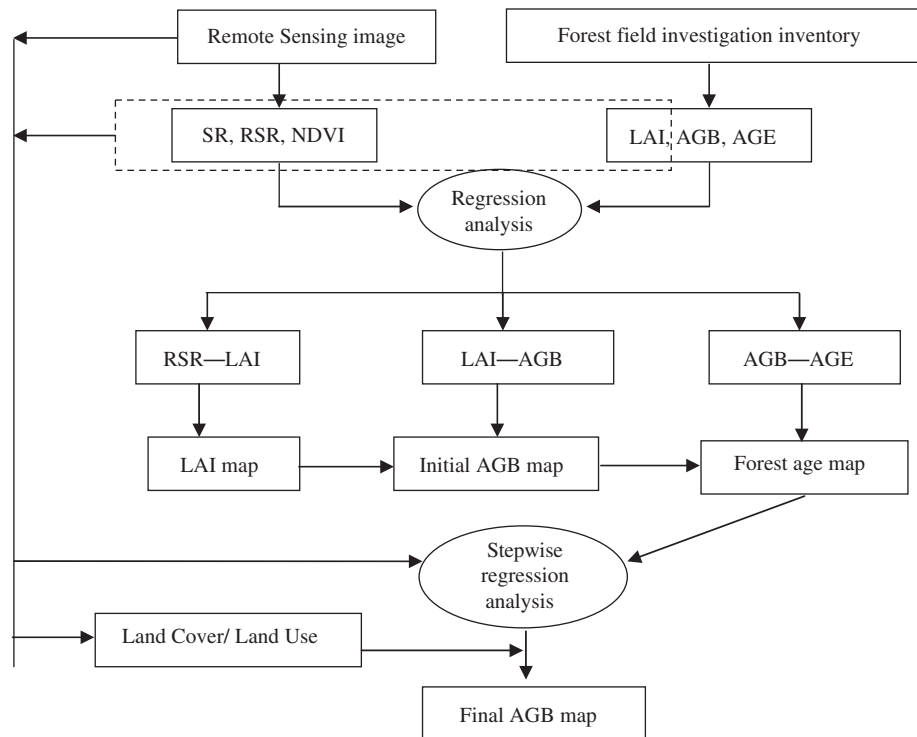 Remote Sensing image
Forest field investigation inventory
SR, RSR, NDVI
LAI, AGB, AGE
Regression
analysis
RSR—LAI
LAI—AGB
AGB—AGE
LAI map
Initial AGB map
Forest age map
Stepwise
regression
analysis
Land Cover/ Land Use
Final AGB map